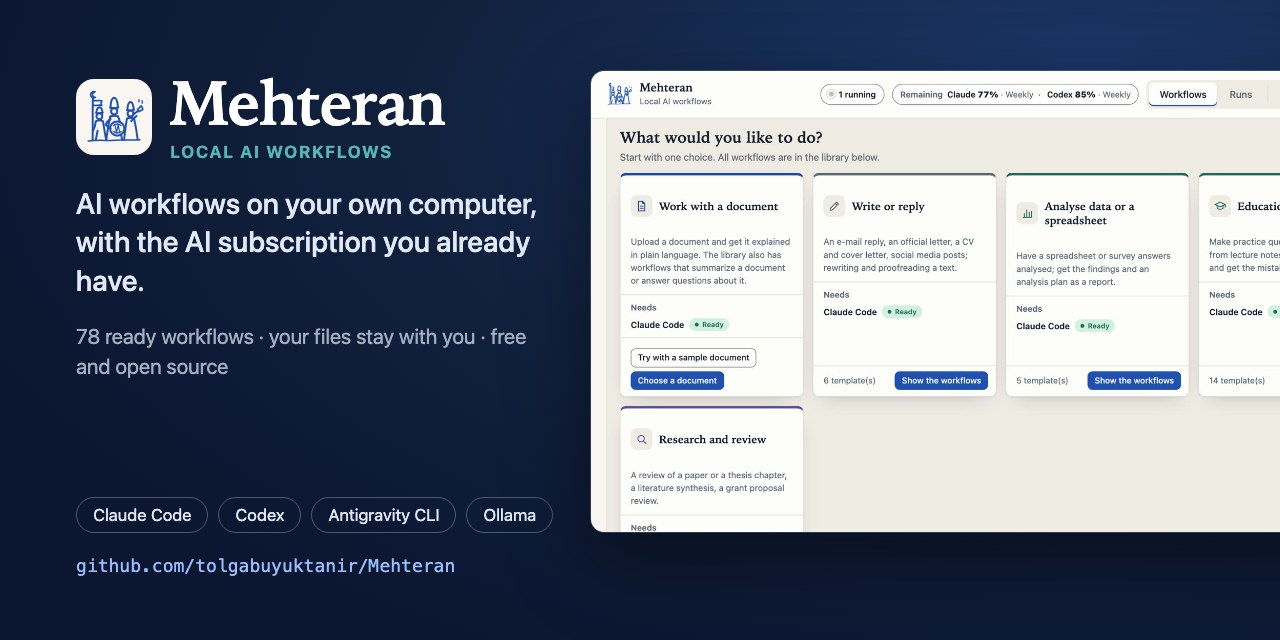 Mehteran
LOCAL AI WORKFLOWS
AI workflows on your own computer,
with the AI subscription you already
have.
78 ready workflows · your files stay with you · free
and open source
Claude Code
Codex
Antigravity CLI
Ollama
github.com/tolgabuyuktanir/Mehteran
Mehteran
Local AI workflows
1 running
Remaining Claude 77% · Weekly · Codex 85% · Weekly
Workflows
Runs
What would you like to do?
Start with one choice. All workflows are in the library below.
Work with a document
Upload a document and get it explained
in plain language. The library also has
workflows that summarize a document
or answer questions about it.
Needs
Claude Code Ready
Try with a sample document
Choose a document
Write or reply
An e-mail reply, an official letter, a CV
and cover letter, social media posts;
rewriting and proofreading a text.
Needs
Claude Code Ready
6 template(s)
Show the workflows
Analyse data or a
spreadsheet
Have a spreadsheet or survey answers
analysed; get the findings and an
analysis plan as a report.
Needs
Claude Code Ready
5 template(s)
Show the workflows
Educatio
Make practice que
from lecture notes
and get the mistak
Needs
Claude Code
14 template(s)
Research and review
A review of a paper or a thesis chapter,
a literature synthesis, a grant proposal
review.
Needs